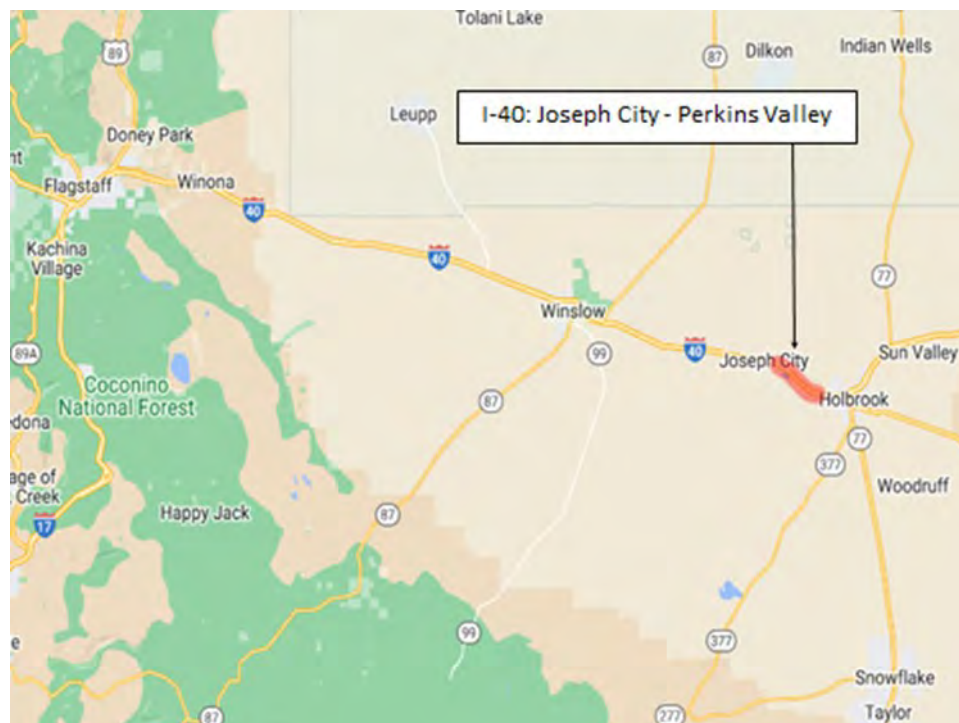 Tolani Lake
89
87
Dilkon
Indian Wells
Leupp
I-40: Joseph City - Perkins Valley
Doney Park
nt
Flagstaff
Winona
40
Kachina
Village
40
77
Winslow
99
40
Joseph City
Sun Valley
89A
Coconino
National Forest
87
Holbrook
edona
77
377
age of
Creek
Woodruff
17
Happy Jack
87
99
377
e
Snowflake
87
277
Taylor